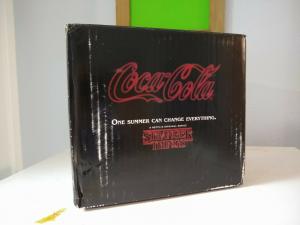 Coca-Cola
ONE SUMMER CAN CHANGE EVERYTHING.
A NETFLIX ORIGINAL SERIES
STRANGER
THINGS